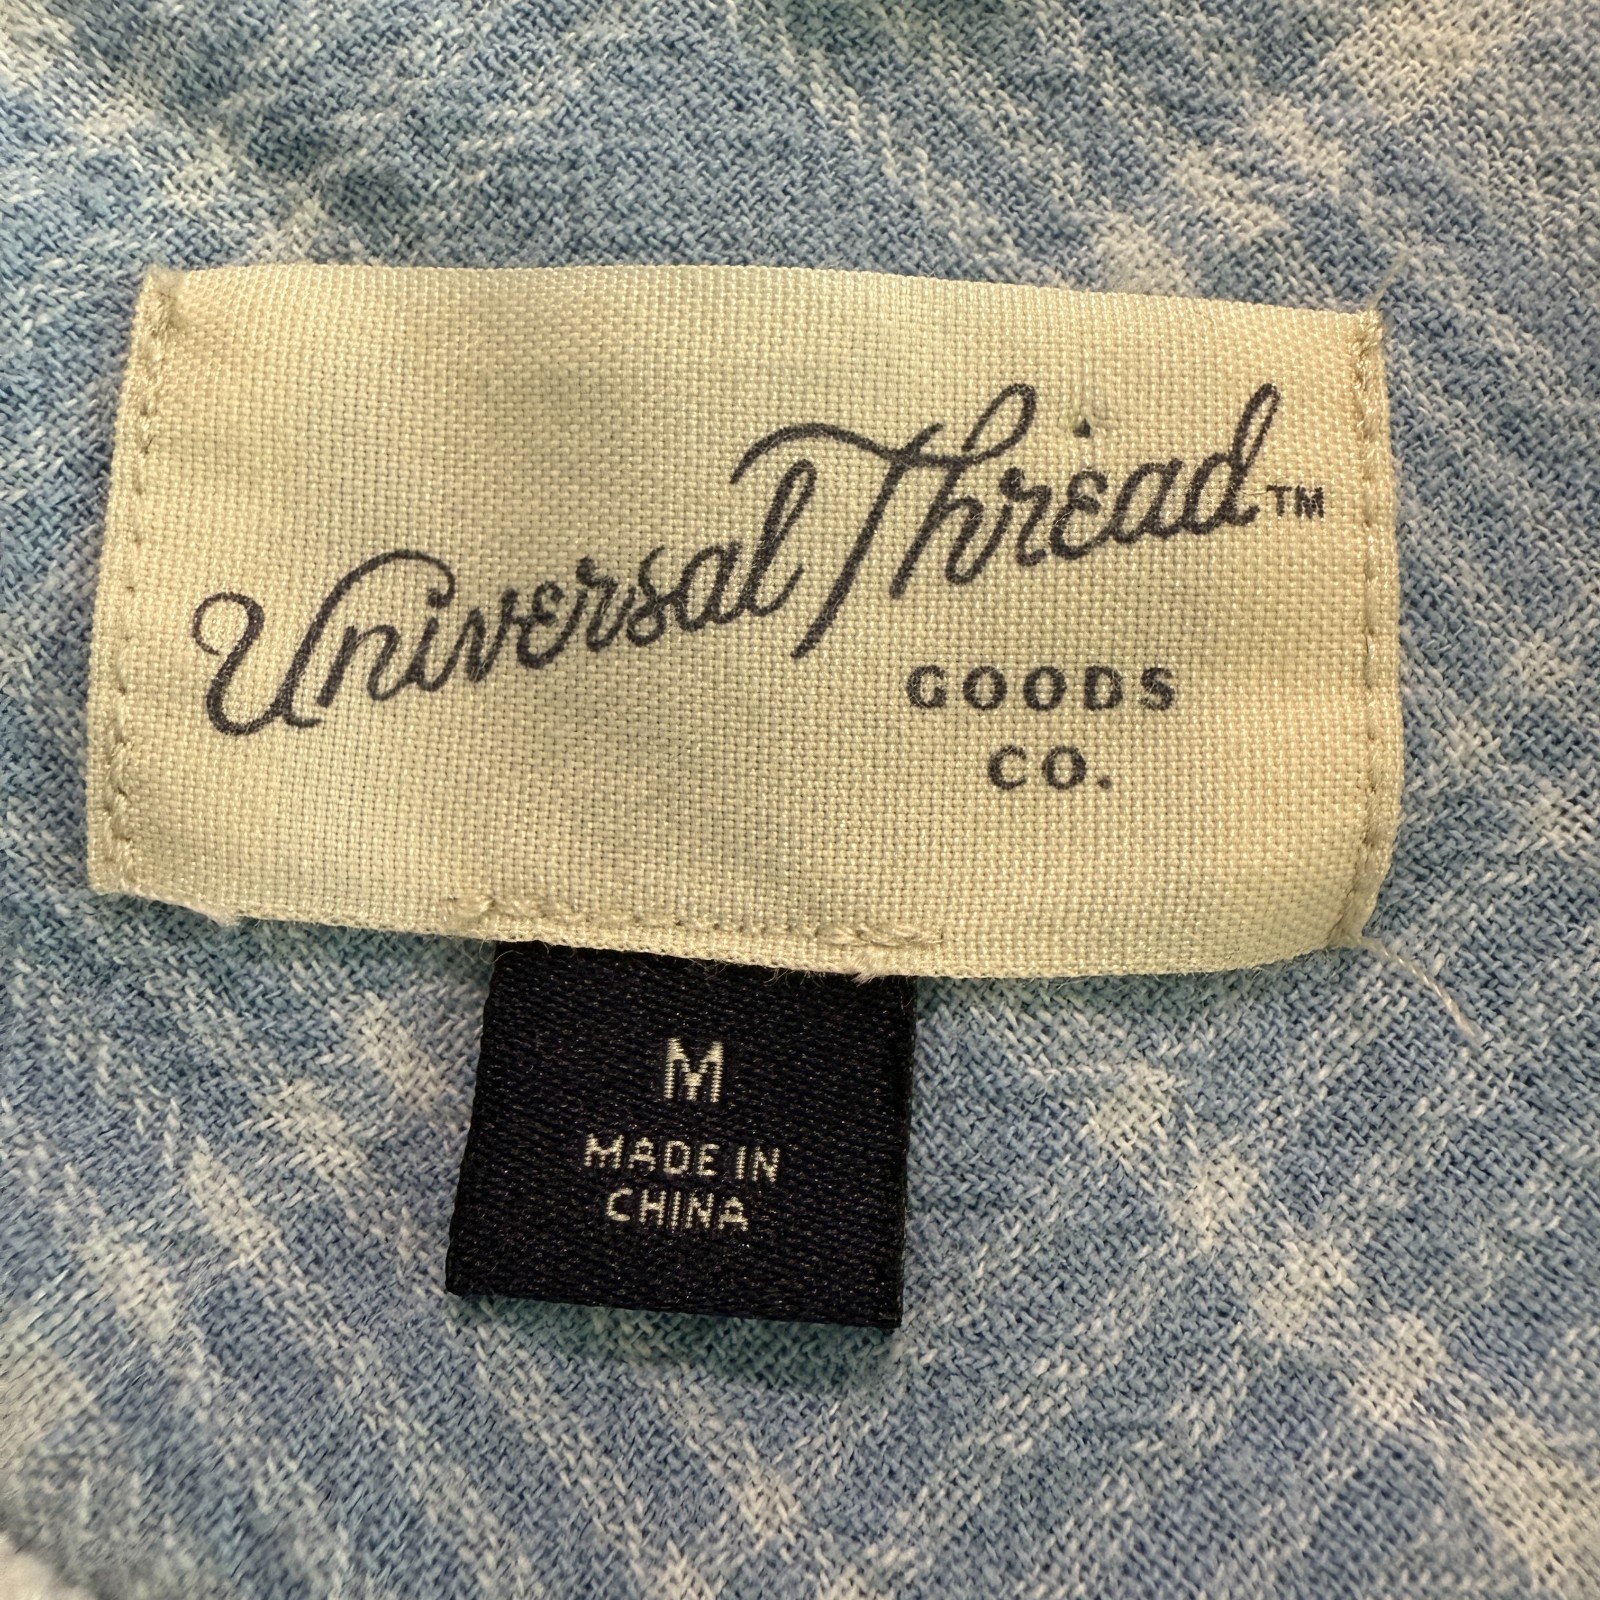 Universal Thread™
GOODS
CO.
M
MADE IN
CHINA